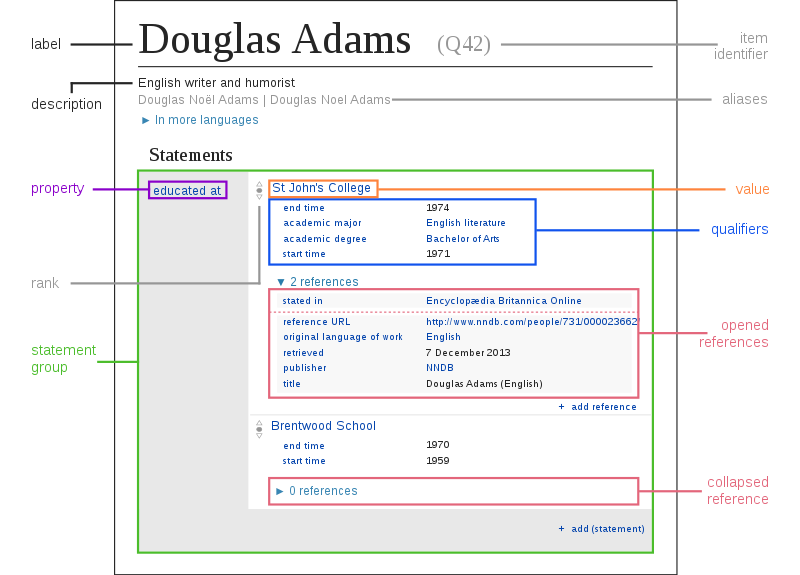 label
Douglas Adams (Q42)
item
identifier
description
English writer and humorist
Douglas Noël Adams | Douglas Noel Adams
aliases
► In more languages
Statements
property
educated at
St John's College
value
end time 1974
academic major English literature
academic degree Bachelor of Arts
start time 1971
qualifiers
rank
▼ 2 references
stated in Encyclopædia Britannica Online
reference URL http://www.nndb.com/people/731/000023662
original language of work English
retrieved 7 December 2013
publisher NNDB
title Douglas Adams (English)
opened
references
statement
group
+ add reference
Brentwood School
end time 1970
start time 1959
► 0 references
collapsed
reference
+ add (statement)